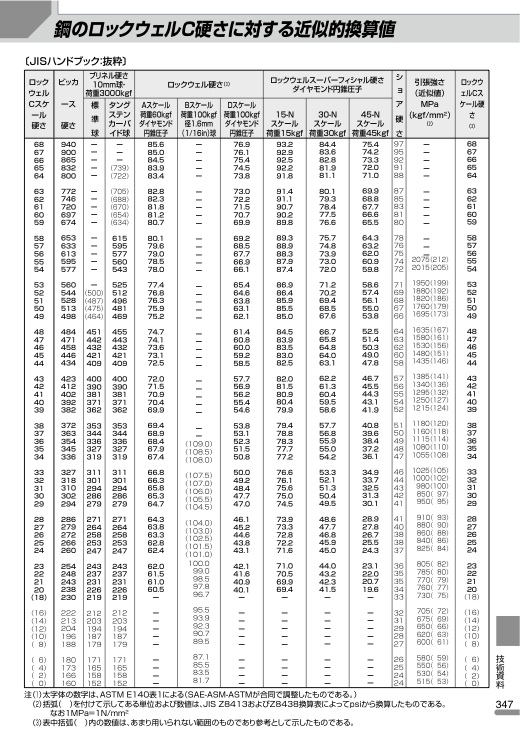 鋼のロックウェルC硬さに対する近似的換算値
〔JISハンドブック:抜粋〕
ロックウェルCスケール硬さ ビッカース硬さ ブリネル硬さ 10mm球・荷重3000kgf 標準球 タングステンカーバイド球 ロックウェル硬さ⑶ Aスケール 荷重60kgf ダイヤモンド円錐圧子 Bスケール 荷重100kgf 径1.6mm (1/16in)球 Dスケール 荷重100kgf ダイヤモンド円錐圧子 ロックウェルスーパーフィシャル硬さ ダイヤモンド円錐圧子 15-Nスケール 荷重15kgf 30-Nスケール 荷重30kgf 45-Nスケール 荷重45kgf ショア硬さ 引張強さ (近似値) MPa (kgf/mm²) ⑵ ロックウェルCスケール硬さ ⑶
68 940 − − 85.6 − 76.9 93.2 84.4 75.4 97 − 68
67 900 − − 85.0 − 76.1 92.9 83.6 74.2 95 − 67
66 865 − − 84.5 − 75.4 92.5 82.8 73.3 92 − 66
65 832 − (739) 83.9 − 74.5 92.2 81.9 72.0 91 − 65
64 800 − (722) 83.4 − 73.8 91.8 81.1 71.0 88 − 64
63 772 − (705) 82.8 − 73.0 91.4 80.1 69.9 87 − 63
62 746 − (688) 82.3 − 72.2 91.1 79.3 68.8 85 − 62
61 720 − (670) 81.8 − 71.5 90.7 78.4 67.7 83 − 61
60 697 − (654) 81.2 − 70.7 90.2 77.5 66.6 81 − 60
59 674 − (634) 80.7 − 69.9 89.8 76.6 65.5 80 − 59
58 653 − 615 80.1 − 69.2 89.3 75.7 64.3 78 − 58
57 633 − 595 79.6 − 68.5 88.9 74.8 63.2 76 − 57
56 613 − 577 79.0 − 67.7 88.3 73.9 62.0 75 − 56
55 595 − 560 78.5 − 66.9 87.9 73.0 60.9 74 2075(212) 55
54 577 − 543 78.0 − 66.1 87.4 72.0 59.8 72 2015(205) 54
53 560 − 525 77.4 − 65.4 86.9 71.2 58.6 71 1950(199) 53
52 544 (500) 512 76.8 − 64.6 86.4 70.2 57.4 69 1880(192) 52
51 528 (487) 496 76.3 − 63.8 85.9 69.4 56.1 68 1820(186) 51
50 513 (475) 481 75.9 − 63.1 85.5 68.5 55.0 67 1760(179) 50
49 498 (464) 469 75.2 − 62.1 85.0 67.6 53.8 66 1695(173) 49
48 484 451 455 74.7 − 61.4 84.5 66.7 52.5 64 1635(167) 48
47 471 442 443 74.1 − 60.8 83.9 65.8 51.4 63 1580(161) 47
46 458 432 432 73.6 − 60.0 83.5 64.8 50.3 62 1530(156) 46
45 446 421 421 73.1 − 59.2 83.0 64.0 49.0 60 1480(151) 45
44 434 409 409 72.5 − 58.5 82.5 63.1 47.8 58 1435(146) 44
43 423 400 400 72.0 − 57.7 82.0 62.2 46.7 57 1385(141) 43
42 412 390 390 71.5 − 56.9 81.5 61.3 45.5 56 1340(136) 42
41 402 381 381 70.9 − 56.2 80.9 60.4 44.3 55 1295(132) 41
40 392 371 371 70.4 − 55.4 80.4 59.5 43.1 54 1250(127) 40
39 382 362 362 69.9 − 54.6 79.9 58.6 41.9 52 1215(124) 39
38 372 353 353 69.4 − 53.8 79.4 57.7 40.8 51 1180(120) 38
37 363 344 344 68.9 − 53.1 78.8 56.8 39.6 50 1160(118) 37
36 354 336 336 68.4 (109.0) 52.3 78.3 55.9 38.4 49 1115(114) 36
35 345 327 327 67.9 (108.5) 51.5 77.7 55.0 37.2 48 1080(110) 35
34 336 319 319 67.4 (108.0) 50.8 77.2 54.2 36.1 47 1055(108) 34
33 327 311 311 66.8 (107.5) 50.0 76.6 53.3 34.9 46 1025(105) 33
32 318 301 301 66.3 (107.0) 49.2 76.1 52.1 33.7 44 1000(102) 32
31 310 294 294 65.8 (106.0) 48.4 75.6 51.3 32.5 43 980(100) 31
30 302 286 286 65.3 (105.5) 47.7 75.0 50.4 31.3 42 850( 97) 30
29 294 279 279 64.7 (104.5) 47.0 74.5 49.5 30.1 41 950( 95) 29
28 286 271 271 64.3 (104.0) 46.1 73.9 48.6 28.9 41 910( 93) 28
27 279 264 264 63.8 (103.0) 45.2 73.3 47.7 27.8 40 880( 90) 27
26 272 258 258 63.3 (102.5) 44.6 72.8 46.8 26.7 38 860( 88) 26
25 266 253 253 62.8 (101.5) 43.8 72.2 45.9 25.5 38 840( 86) 25
24 260 247 247 62.4 (101.0) 43.1 71.6 45.0 24.3 37 825( 84) 24
23 254 243 243 62.0 100.0 42.1 71.0 44.0 23.1 36 805( 82) 23
22 248 237 237 61.5 99.0 41.6 70.5 43.2 22.0 35 785( 80) 22
21 243 231 231 61.0 98.5 40.9 69.9 42.3 20.7 35 770( 79) 21
20 238 226 226 60.5 97.8 40.1 69.4 41.5 19.6 34 760( 77) 20
(18) 230 219 219 − 96.7 − − − − 33 730( 75) (18)
(16) 222 212 212 − 95.5 − − − − 32 705( 72) (16)
(14) 213 203 203 − 93.9 − − − − 31 675( 69) (14)
(12) 204 194 194 − 92.3 − − − − 29 650( 66) (12)
(10) 196 187 187 − 90.7 − − − − 28 620( 63) (10)
( 8) 188 179 179 − 89.5 − − − − 27 600( 61) ( 8)
( 6) 180 171 171 − 87.1 − − − − 26 580( 59) ( 6)
( 4) 173 165 165 − 85.5 − − − − 25 550( 56) ( 4)
( 2) 166 158 158 − 83.5 − − − − 24 530( 54) ( 2)
( 0) 160 152 152 − 81.7 − − − − 24 515( 53) ( 0)
注⑴太字体の数字は、ASTM E140表1による(SAE-ASM-ASTMが合同で調整したものである。)
⑵括弧( )を付けて示してある単位および数値は、JIS Z8413およびZ8438換算表によってpsiから換算したものである。
なお1MPa=1N/mm²
⑶表中括弧( )内の数値は、あまり用いられない範囲のものであり参考として示したものである。
技術資料
347